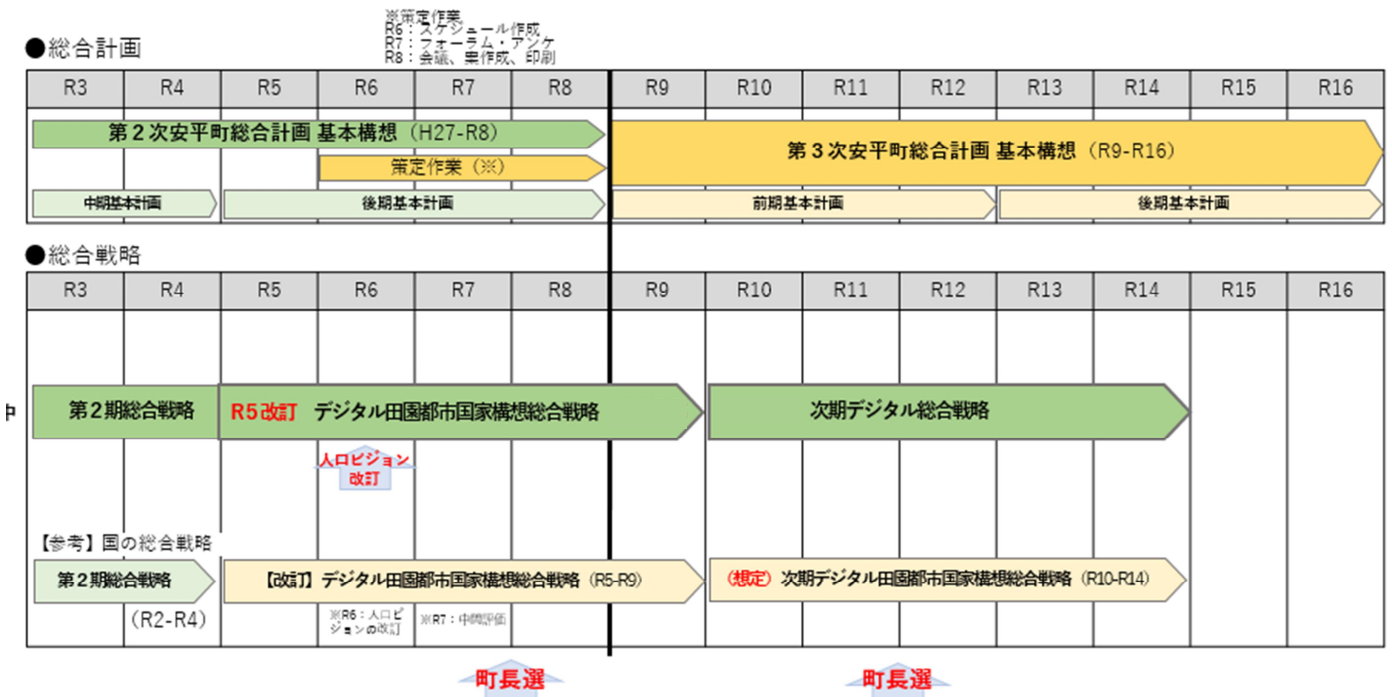 ※策定作業
R6：スケジュール作成
R7：フォーラム・アンケ
R8：会議、案作成、印刷
●総合計画
R3 R4 R5 R6 R7 R8 R9 R10 R11 R12 R13 R14 R15 R16
第２次安平町総合計画 基本構想（H27-R8）
第３次安平町総合計画 基本構想（R9-R16）
策定作業（※）
中期基本計画 後期基本計画 前期基本計画 後期基本計画
●総合戦略
R3 R4 R5 R6 R7 R8 R9 R10 R11 R12 R13 R14 R15 R16
中
第２期総合戦略 R5改訂 デジタル田園都市国家構想総合戦略 次期デジタル総合戦略
人口ビジョン
改訂
【参考】国の総合戦略
第２期総合戦略 【改訂】デジタル田園都市国家構想総合戦略（R5-R9） （想定）次期デジタル田園都市国家構想総合戦略（R10-R14）
（R2-R4）
※R6：人口ビ
ジョンの改訂
※R7：中間評価
町長選 町長選